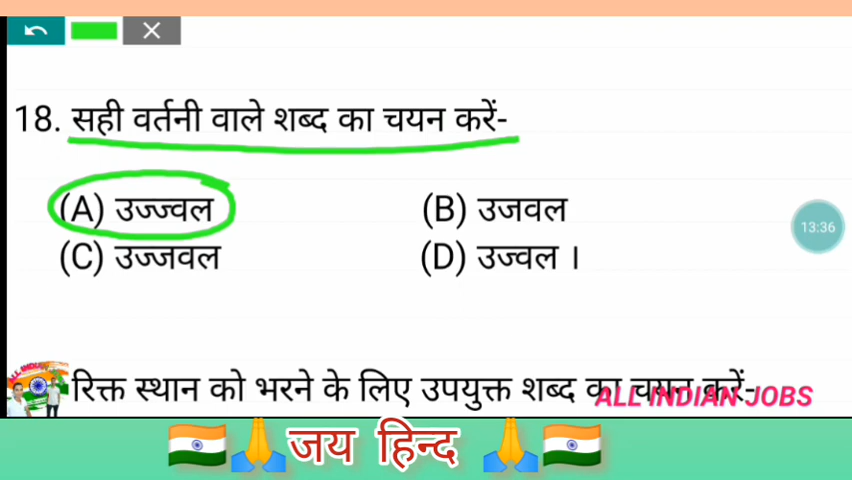 18. सही वर्तनी वाले शब्द का चयन करें-
(A) उज्ज्वल (B) उजवल
13:36
(C) उज्जवल (D) उज्वल ।
रिक्त स्थान को भरने के लिए उपयुक्त शब्द का चयन करें-
ALL INDIAN JOBS
जय हिन्द